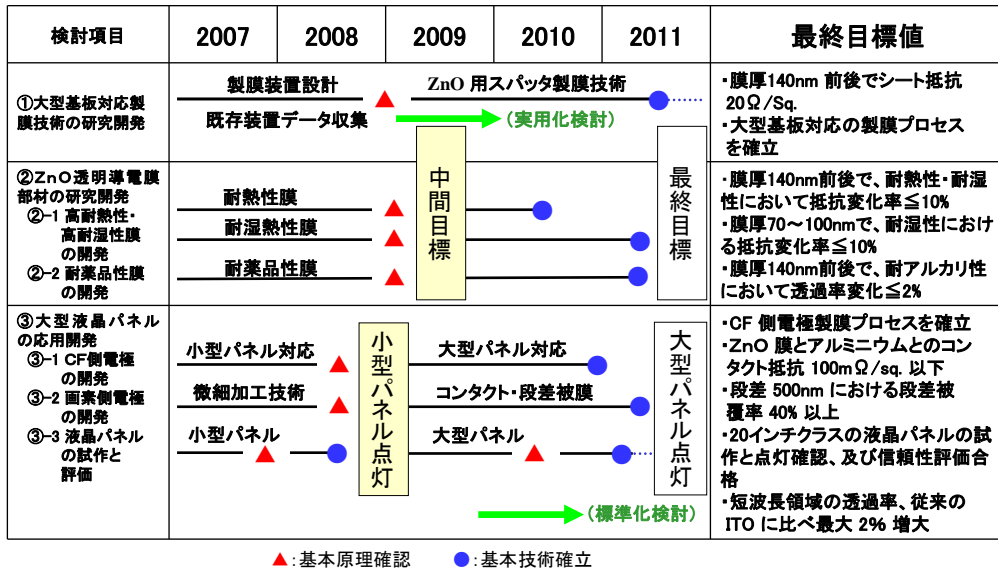 検討項目
2007
2008
2009
2010
2011
最終目標値
①大型基板対応製
膜技術の研究開発
製膜装置設計
ZnO 用スパッタ製膜技術
既存装置データ収集
(実用化検討)
・膜厚140nm 前後でシート抵抗
20Ω/Sq.
・大型基板対応の製膜プロセス
を確立
②ZnO透明導電膜
部材の研究開発
②-1 高耐熱性・
高耐湿性膜
の開発
②-2 耐薬品性膜
の開発
耐熱性膜
耐湿熱性膜
耐薬品性膜
中間目標
最終目標
・膜厚140nm前後で、耐熱性・耐湿
性において抵抗変化率≦10%
・膜厚70～100nmで、耐湿性におけ
る抵抗変化率≦10%
・膜厚140nm前後で、耐アルカリ性
において透過率変化≦2%
③大型液晶パネル
の応用開発
③-1 CF側電極
の開発
③-2 画素側電極
の開発
③-3 液晶パネル
の試作と
評価
小型パネル対応
大型パネル対応
微細加工技術
コンタクト・段差被膜
小型パネル
大型パネル
小型パネル点灯
大型パネル点灯
(標準化検討)
・CF 側電極製膜プロセスを確立
・ZnO 膜とアルミニウムとのコン
タクト抵抗 100mΩ/sq. 以下
・段差 500nm における段差被
覆率 40% 以上
・20インチクラスの液晶パネルの試
作と点灯確認、及び信頼性評価合
格
・短波長領域の透過率、従来の
ITO に比べ最大 2% 増大
▲:基本原理確認
●:基本技術確立